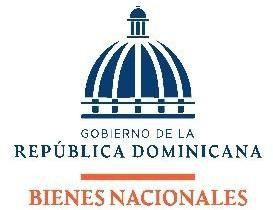 GOBIERNO DE LA
REPÚBLICA DOMINICANA
BIENES NACIONALES